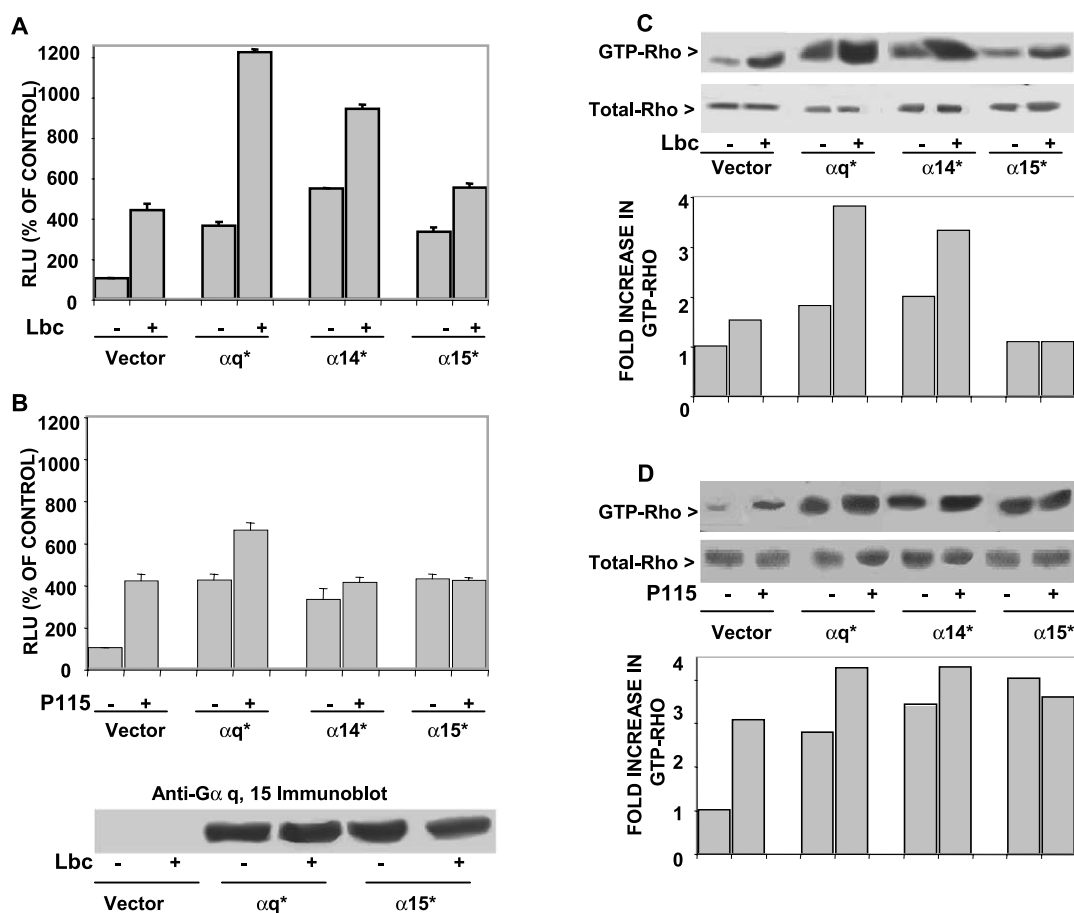 A
1200
1000
800
600
400
200
0
RLU (% OF CONTROL)
Lbc - + - + - + - +
Vector αq* α14* α15*
B
1200
1000
800
600
400
200
0
RLU (% OF CONTROL)
P115 - + - + - + - +
Vector αq* α14* α15*
Anti-Gα q, 15 Immunoblot
Lbc - + - + - +
Vector αq* α15*
C
GTP-Rho >
Total-Rho >
Lbc - + - + - + - +
Vector αq* α14* α15*
4
3
2
1
0
FOLD INCREASE IN
GTP-RHO
D
GTP-Rho >
Total-Rho >
P115 - + - + - + - +
Vector αq* α14* α15*
4
3
2
1
0
FOLD INCREASE IN
GTP-RHO